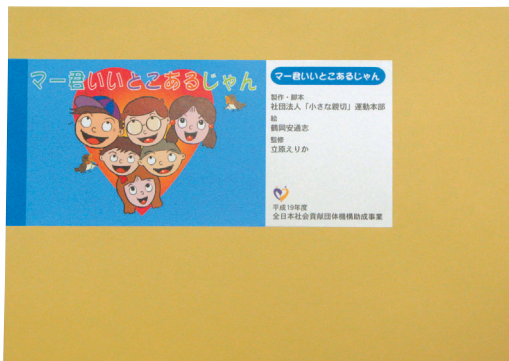 マー君いいとこあるじゃん
マー君いいとこあるじゃん
製作・脚本
社団法人「小さな親切」運動本部
絵
鶴岡安通志
監修
立原えりか
平成19年度
全日本社会貢献団体機構助成事業